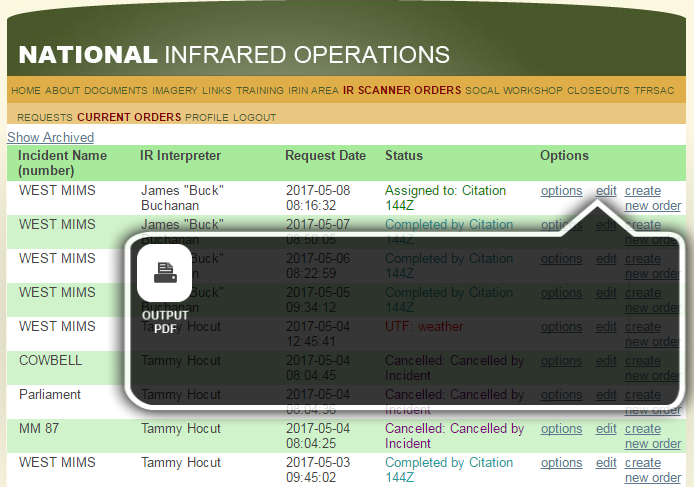 NATIONAL INFRARED OPERATIONS
HOME ABOUT DOCUMENTS IMAGERY LINKS TRAINING IRIN AREA IR SCANNER ORDERS SOCAL WORKSHOP CLOSEOUTS TFRSAC
REQUESTS CURRENT ORDERS PROFILE LOGOUT
Show Archived
Incident Name IR Interpreter Request Date Status Options
(number)
WEST MIMS James "Buck" 2017-05-08 Assigned to: Citation options edit create
Buchanan 08:16:32 144Z new order
WEST MIMS James "Buck" 2017-05-07 Completed by Citation options edit create
Buchanan 08:50:05 144Z new order
WEST MIMS "Buck" 2017-05-06 Completed by Citation options edit create
Buchanan 08:22:59 144Z new order
WEST MIMS "Buck" 2017-05-05 Completed by Citation options edit create
Buchanan 09:34:12 144Z new order
OUTPUT
PDF
WEST MIMS Tammy Hocut 2017-05-04 UTF: weather options edit create
12:45:41 new order
COWBELL Tammy Hocut 2017-05-04 Cancelled: Cancelled by options edit create
08:04:45 Incident new order
Parliament Tammy Hocut 2017-05-04 Cancelled: Cancelled by options edit create
08:04:36 Incident new order
MM 87 Tammy Hocut 2017-05-04 Cancelled: Cancelled by options edit create
08:04:25 Incident new order
WEST MIMS Tammy Hocut 2017-05-03 Completed by Citation options edit create
09:45:02 144Z new order